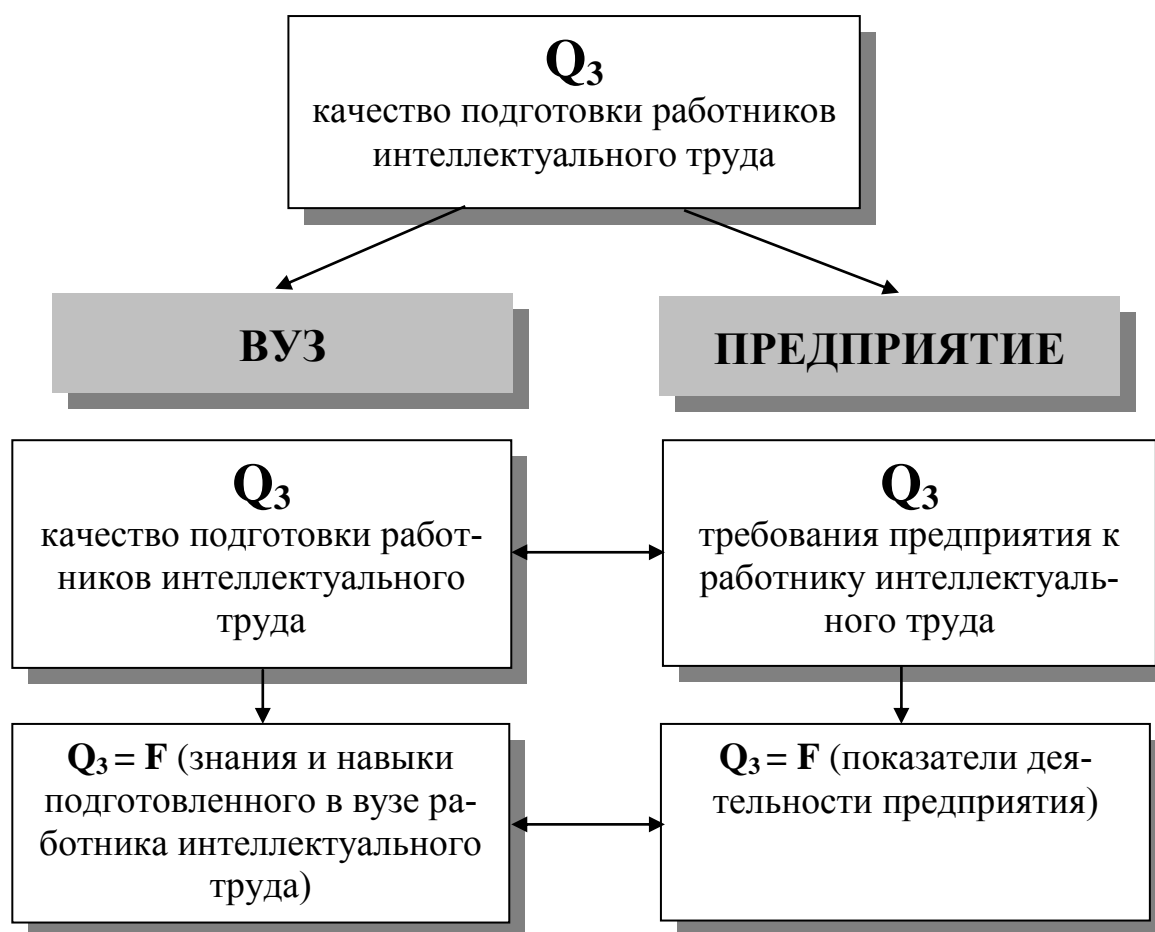 Q₃
качество подготовки работников
интеллектуального труда
ВУЗ
ПРЕДПРИЯТИЕ
Q₃
качество подготовки работ-
ников интеллектуального
труда
Q₃
требования предприятия к
работнику интеллектуаль-
ного труда
Q₃ = F (знания и навыки
подготовленного в вузе ра-
ботника интеллектуального
труда)
Q₃ = F (показатели дея-
тельности предприятия)